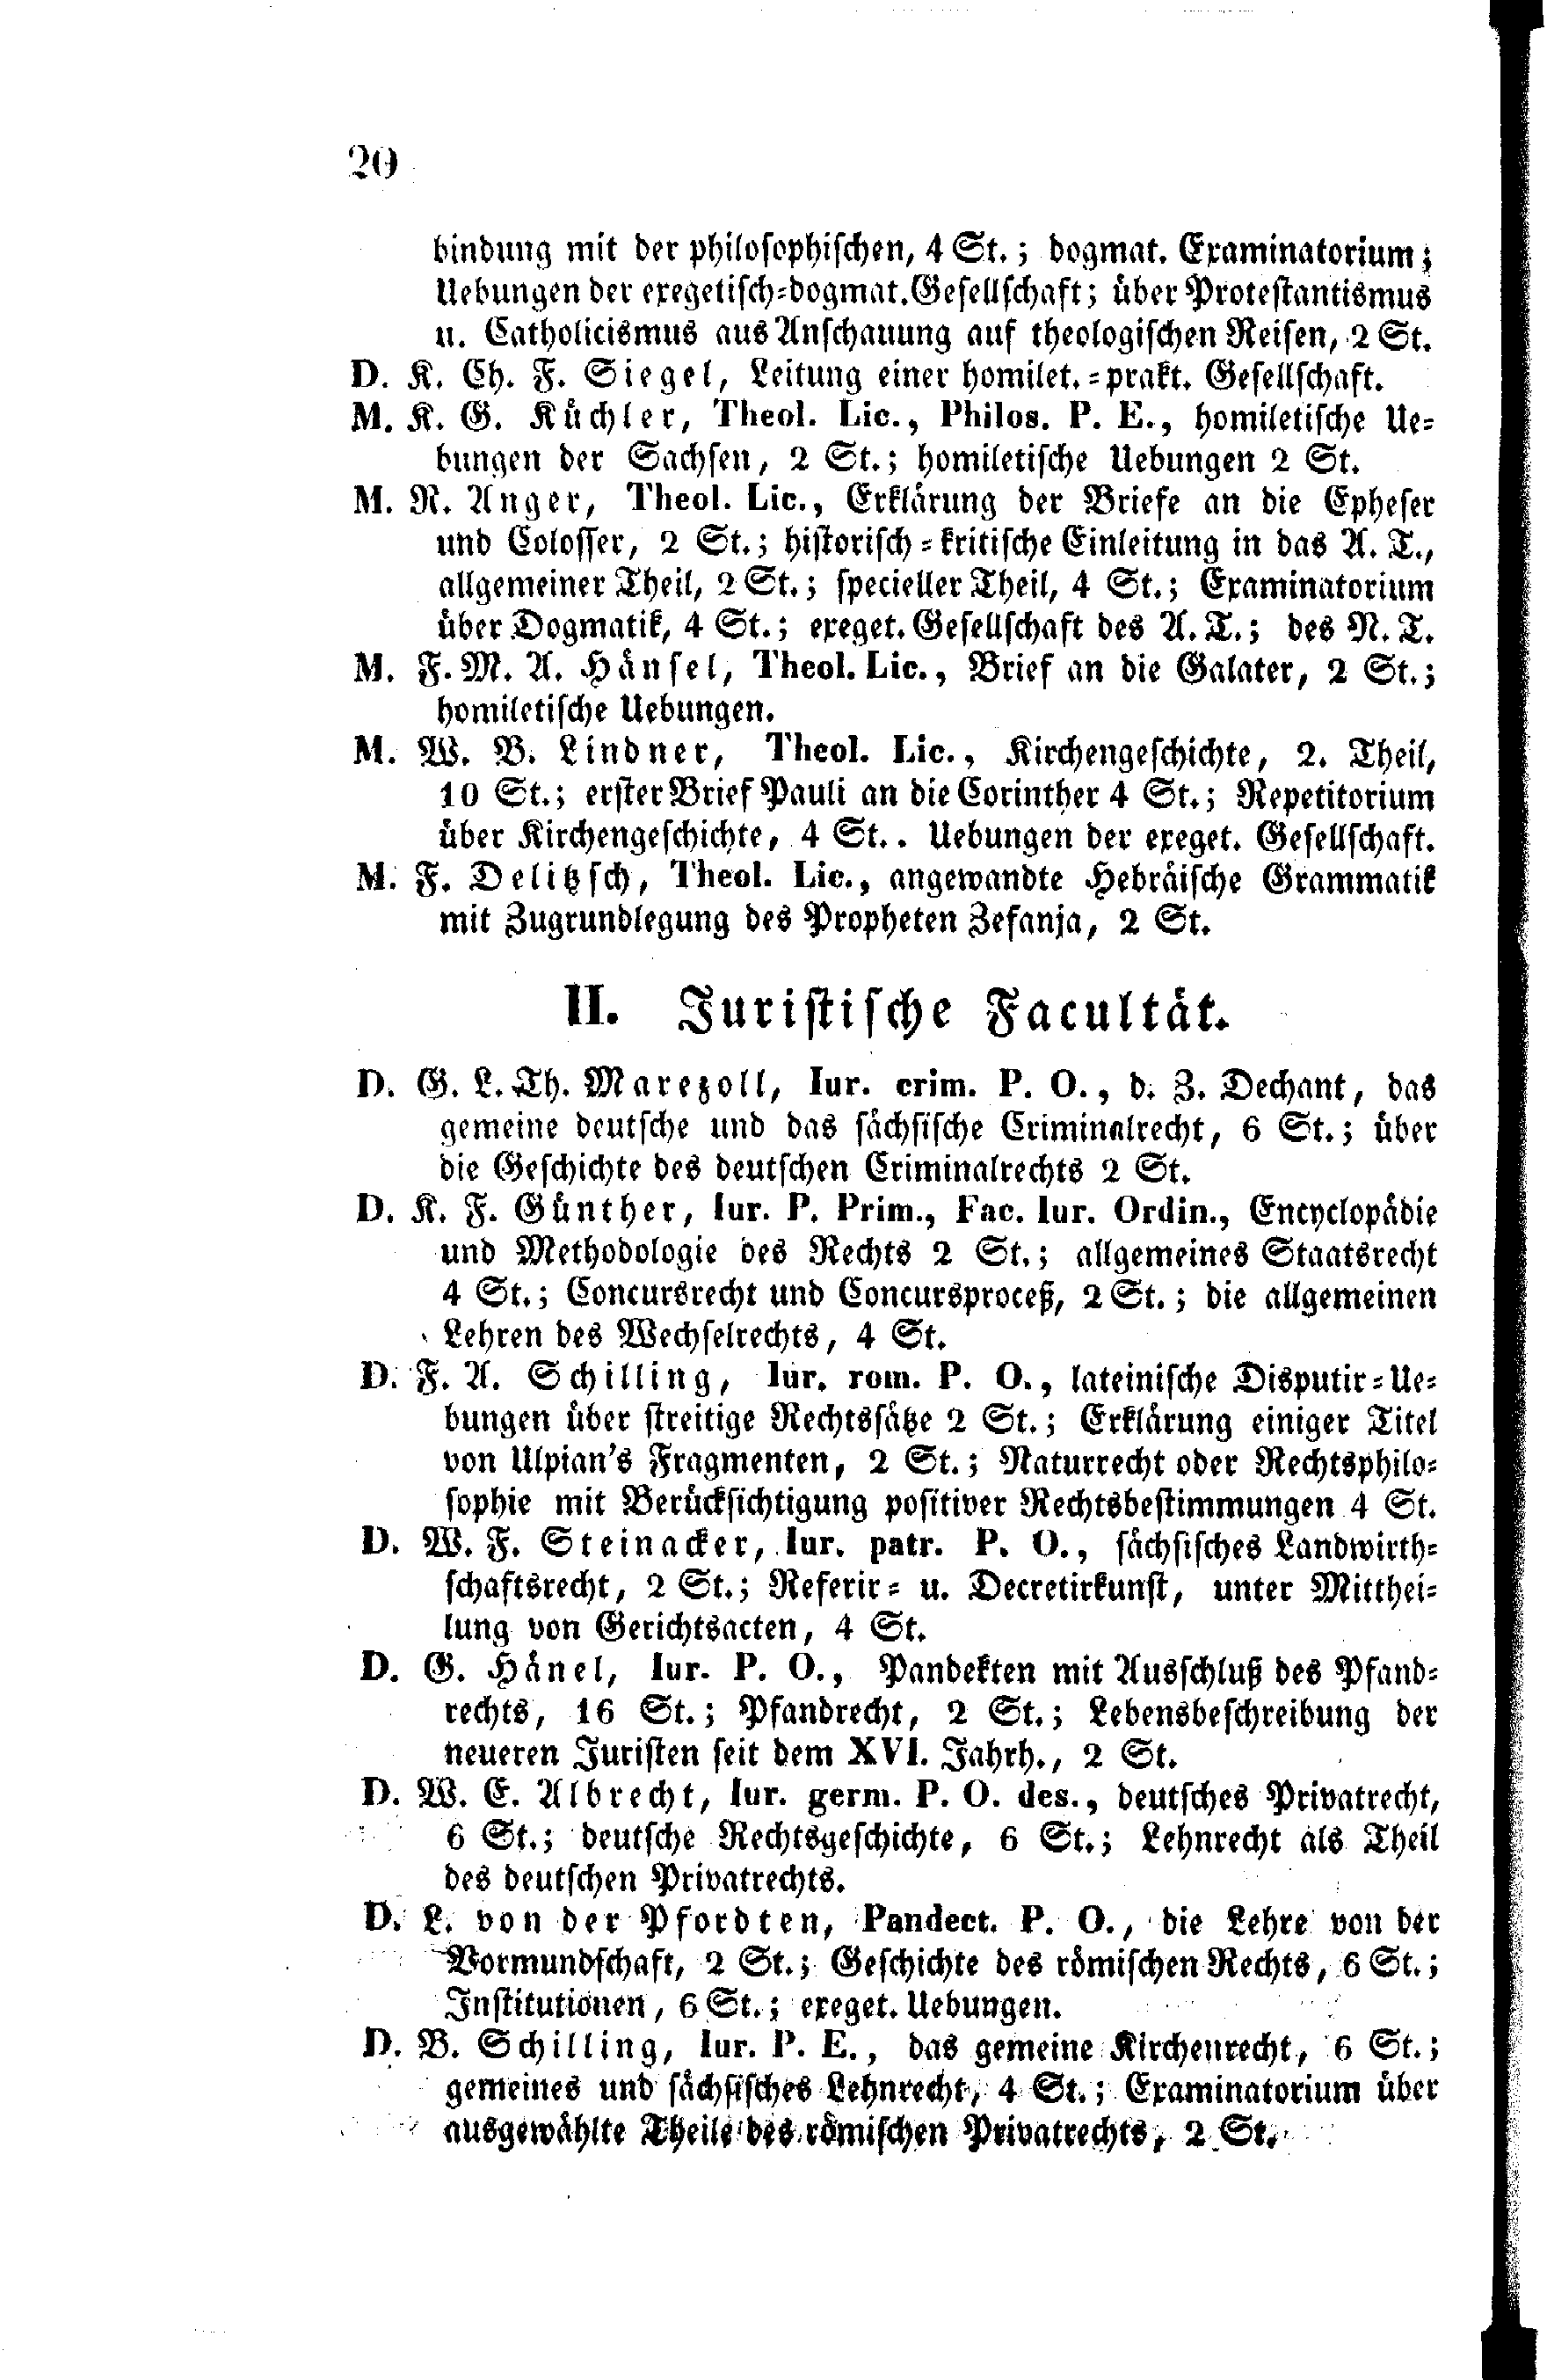 20
bindung mit der philosophischen, 4 St.; dogmat. Examinatorium;
Uebungen der exegetisch-dogmat. Gesellschaft; über Protestantismus
u. Catholicismus aus Anschauung auf theologischen Reisen, 2 St.
D. K. Ch. F. Siegel, Leitung einer homilet.-prakt. Gesellschaft.
M. K. G. Küchler, Theol. Lic., Philos. P. E., homiletische Ue-
bungen der Sachsen, 2 St.; homiletische Uebungen 2 St.
M. R. Anger, Theol. Lic., Erklärung der Briefe an die Epheser
und Colosser, 2 St.; historisch-kritische Einleitung in das A. T.,
allgemeiner Theil, 2 St.; specieller Theil, 4 St.; Examinatorium
über Dogmatik, 4 St.; exeget. Gesellschaft des A. T.; des N. T.
M. F. M. A. Hänsel, Theol. Lic., Brief an die Galater, 2 St.;
homiletische Uebungen.
M. W. B. Lindner, Theol. Lic., Kirchengeschichte, 2. Theil,
10 St.; erster Brief Pauli an die Corinther 4 St.; Repetitorium
über Kirchengeschichte, 4 St.. Uebungen der exeget. Gesellschaft.
M. F. Delitzsch, Theol. Lic., angewandte Hebräische Grammatik
mit Zugrundlegung des Propheten Zefanja, 2 St.
II. Juristische Facultät.
D. G. L. Th. Marezoll, Iur. crim. P. O., d. Z. Dechant, das
gemeine deutsche und das sächsische Criminalrecht, 6 St.; über
die Geschichte des deutschen Criminalrechts 2 St.
D. K. F. Günther, Iur. P. Prim., Fac. Iur. Ordin., Encyclopädie
und Methodologie des Rechts 2 St.; allgemeines Staatsrecht
4 St.; Concursrecht und Concursproceß, 2 St.; die allgemeinen
Lehren des Wechselrechts, 4 St.
D. F. A. Schilling, Iur. rom. P. O., lateinische Disputir-Ue-
bungen über streitige Rechtssätze 2 St.; Erklärung einiger Titel
von Ulpian's Fragmenten, 2 St.; Naturrecht oder Rechtsphilo-
sophie mit Berücksichtigung positiver Rechtsbestimmungen 4 St.
D. W. F. Steinacker, Iur. patr. P. O., sächsisches Landwirth-
schaftsrecht, 2 St.; Referir- u. Decretirkunst, unter Mitthei-
lung von Gerichtsacten, 4 St.
D. G. Hänel, Iur. P. O., Pandekten mit Ausschluß des Pfand-
rechts, 16 St.; Pfandrecht, 2 St.; Lebensbeschreibung der
neueren Juristen seit dem XVI. Jahrh., 2 St.
D. W. E. Albrecht, Iur. germ. P. O. des., deutsches Privatrecht,
6 St.; deutsche Rechtsgeschichte, 6 St.; Lehnrecht als Theil
des deutschen Privatrechts.
D. L. von der Pfordten, Pandect. P. O., die Lehre von der
Vormundschaft, 2 St.; Geschichte des römischen Rechts, 6 St.;
Institutionen, 6 St.; exeget. Uebungen.
D. B. Schilling, Iur. P. E., das gemeine Kirchenrecht, 6 St.;
gemeines und sächsisches Lehnrecht, 4 St.; Examinatorium über
ausgewählte Theile des römischen Privatrechts, 2 St.